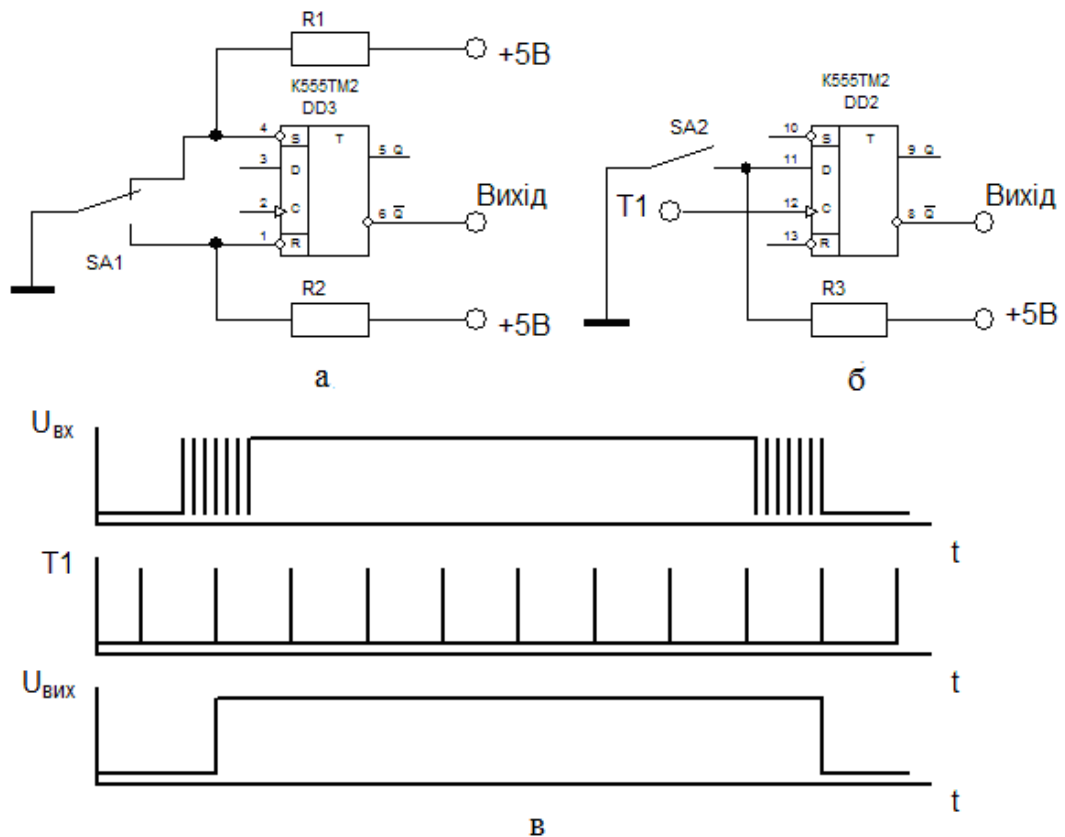 R1
+5В
К555ТМ2
DD3
4 S T
5 Q
3 D
2 C
6 Q̅
Вихід
1 R
SA1
R2
+5В
а
К555ТМ2
DD2
SA2
10 S T
9 Q
11 D
T1
12 C
8 Q̅
Вихід
13 R
R3
+5В
б
Uвх
t
T1
t
Uвих
t
в